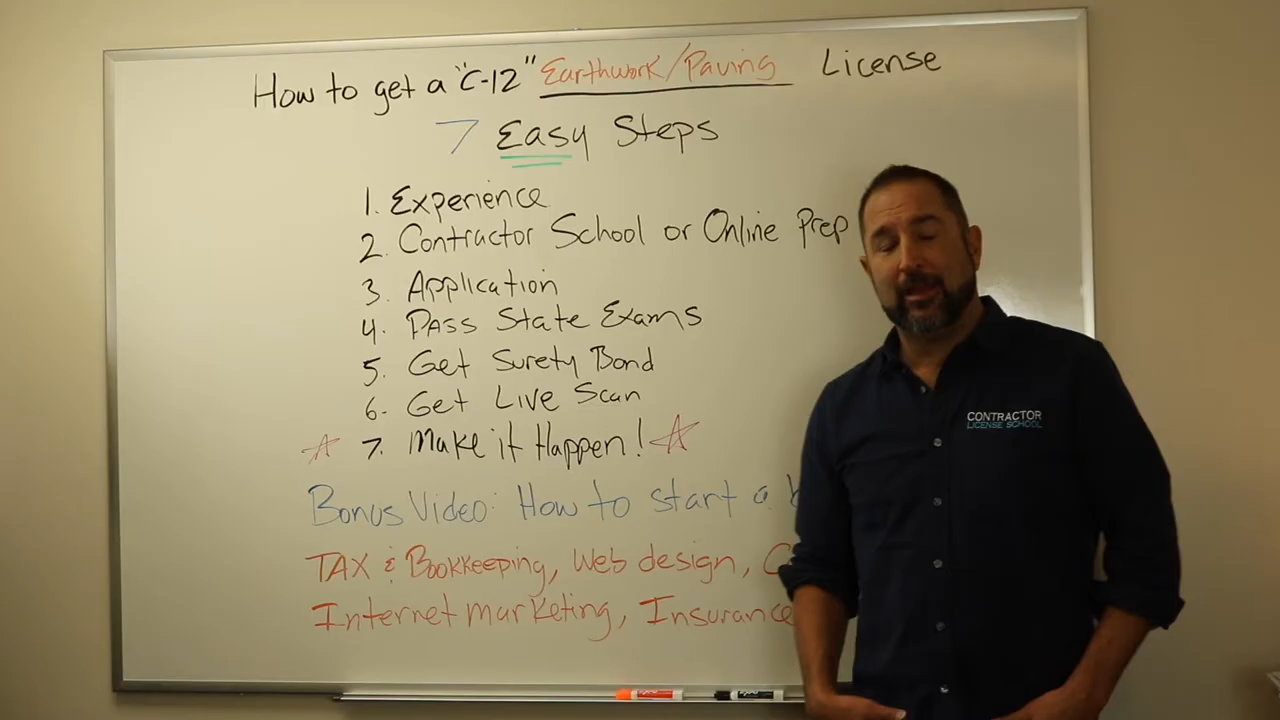 How to get a "C-12" Earthwork/Paving License
7 Easy Steps
1. Experience
2. Contractor School or Online Prep
3. Application
4. Pass State Exams
5. Get Surety Bond
6. Get Live Scan
7. Make it Happen!
Bonus Video: How to start a
TAX & Bookkeeping, Web design,
Internet marketing, Insurance
CONTRACTOR
LICENSE SCHOOL